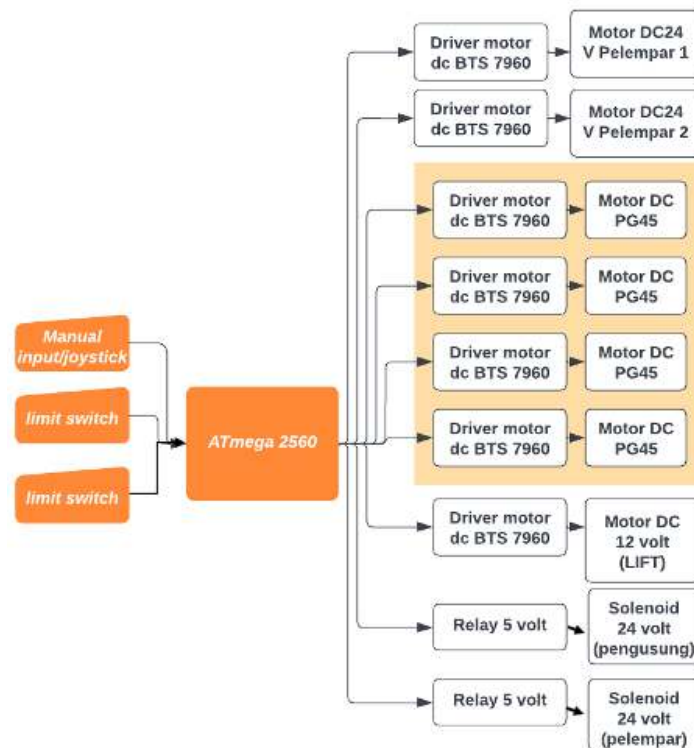 Driver motor
dc BTS 7960
Motor DC24
V Pelempar 1
Driver motor
dc BTS 7960
Motor DC24
V Pelempar 2
Driver motor
dc BTS 7960
Motor DC
PG45
Driver motor
dc BTS 7960
Motor DC
PG45
Manual
input/joystick
Driver motor
dc BTS 7960
Motor DC
PG45
limit switch
ATmega 2560
Driver motor
dc BTS 7960
Motor DC
PG45
limit switch
Driver motor
dc BTS 7960
Motor DC
12 volt
(LIFT)
Relay 5 volt
Solenoid
24 volt
(pengusung)
Relay 5 volt
Solenoid
24 volt
(pelempar)